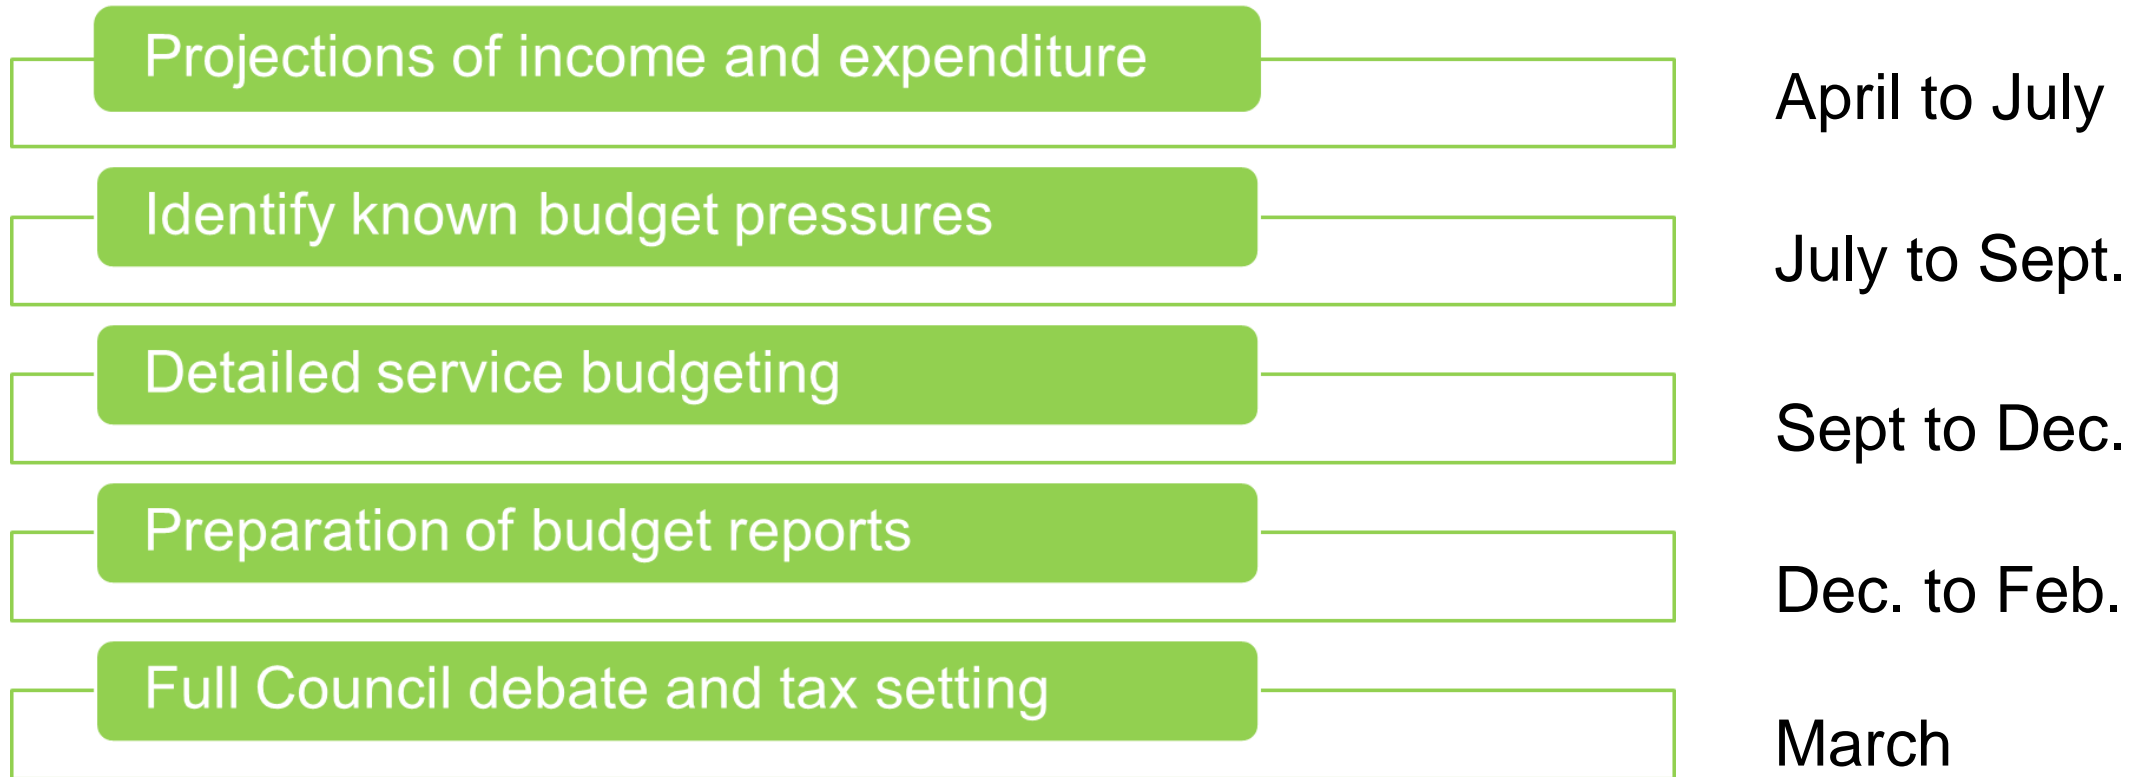 Projections of income and expenditure
April to July
Identify known budget pressures
July to Sept.
Detailed service budgeting
Sept to Dec.
Preparation of budget reports
Dec. to Feb.
Full Council debate and tax setting
March